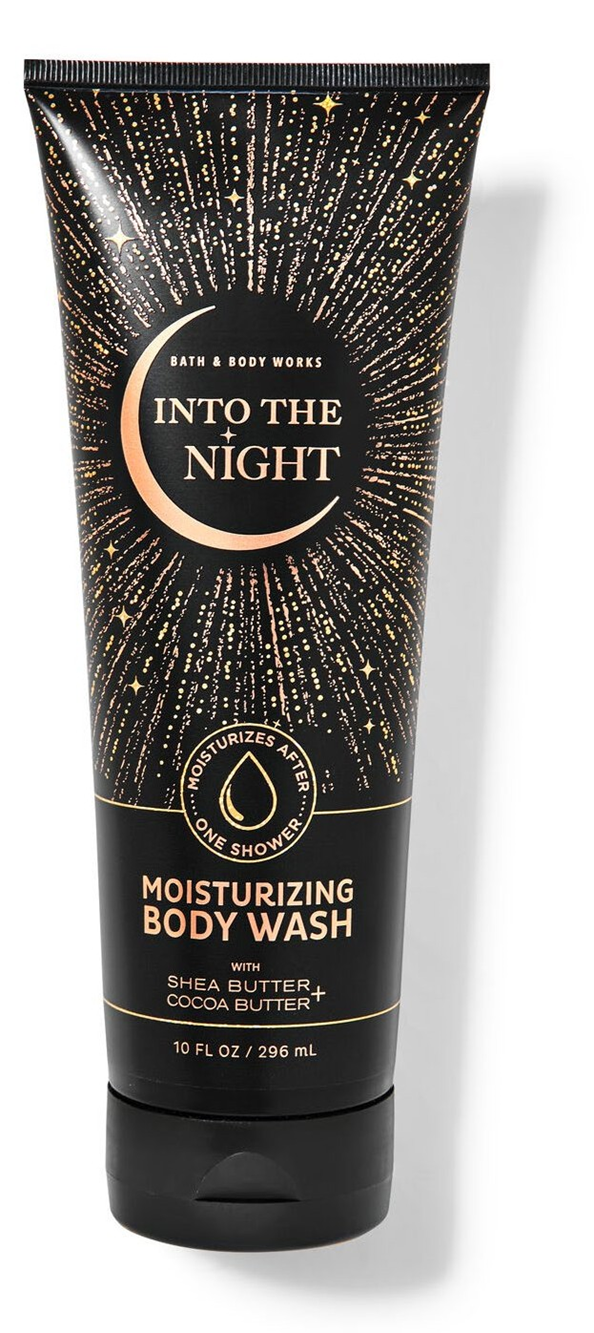 BATH & BODY WORKS
INTO THE
NIGHT
MOISTURIZES AFTER
ONE SHOWER
MOISTURIZING
BODY WASH
WITH
SHEA BUTTER
COCOA BUTTER+
10 FL OZ / 296 mL